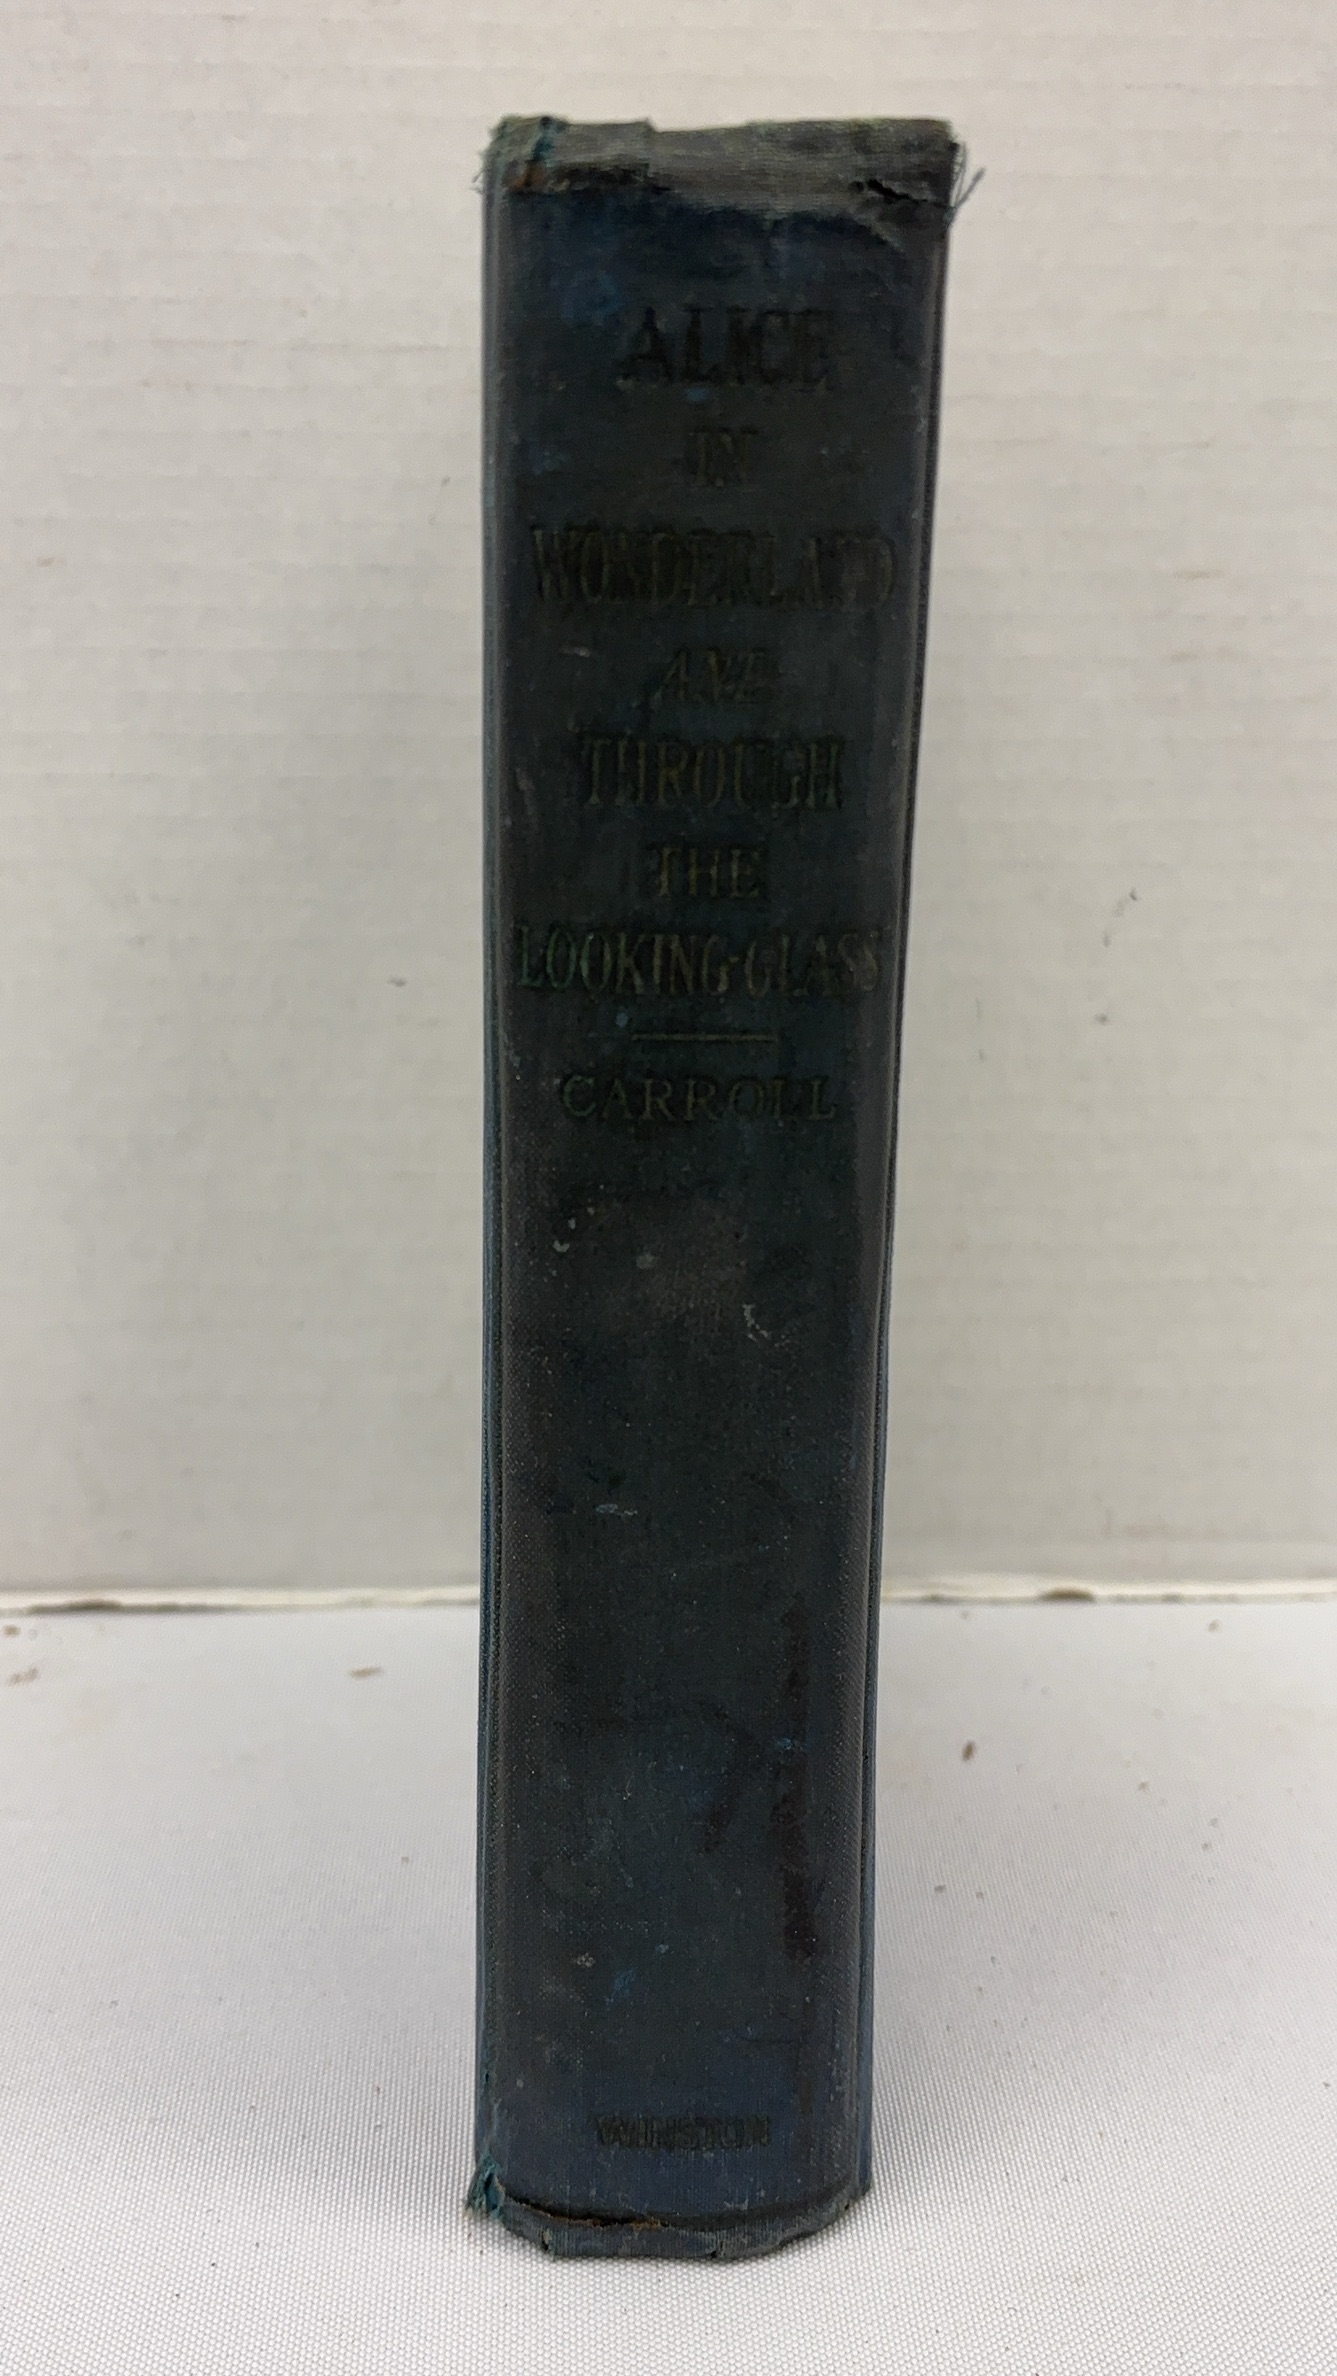 ALICE
IN
WONDERLAND
AND
THROUGH
THE
LOOKING-GLASS
CARROLL
WINSTON